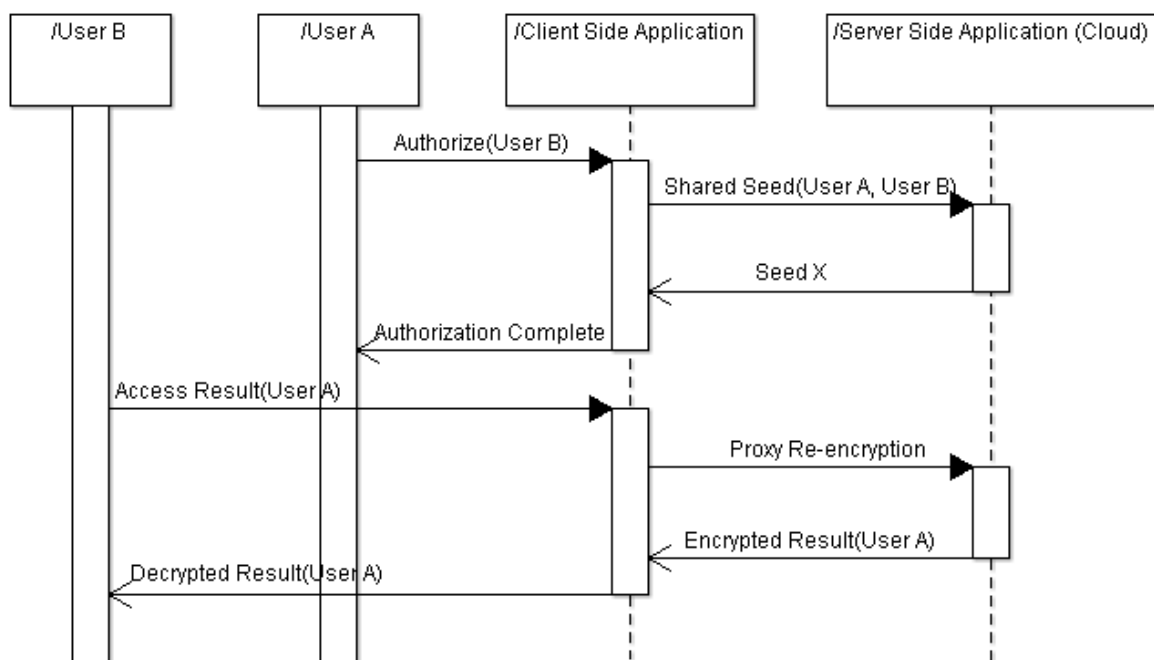 /User B
/User A
/Client Side Application
/Server Side Application (Cloud)
Authorize(User B)
Shared Seed(User A, User B)
Seed X
Authorization Complete
Access Result(User A)
Proxy Re-encryption
Encrypted Result(User A)
Decrypted Result(User A)